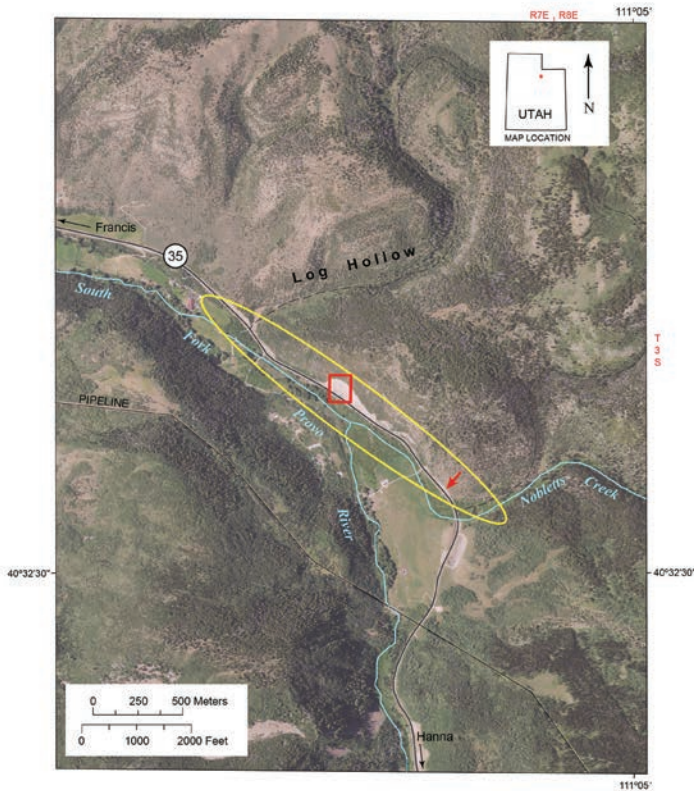 R7E , R8E
111°05'
UTAH
MAP LOCATION
N
Francis
35
Log Hollow
South
Fork
T
3
S
PIPELINE
Provo
River
Nobletts Creek
40°32'30"
40°32'30"
0 250 500 Meters
0 1000 2000 Feet
Hanna
111°05'